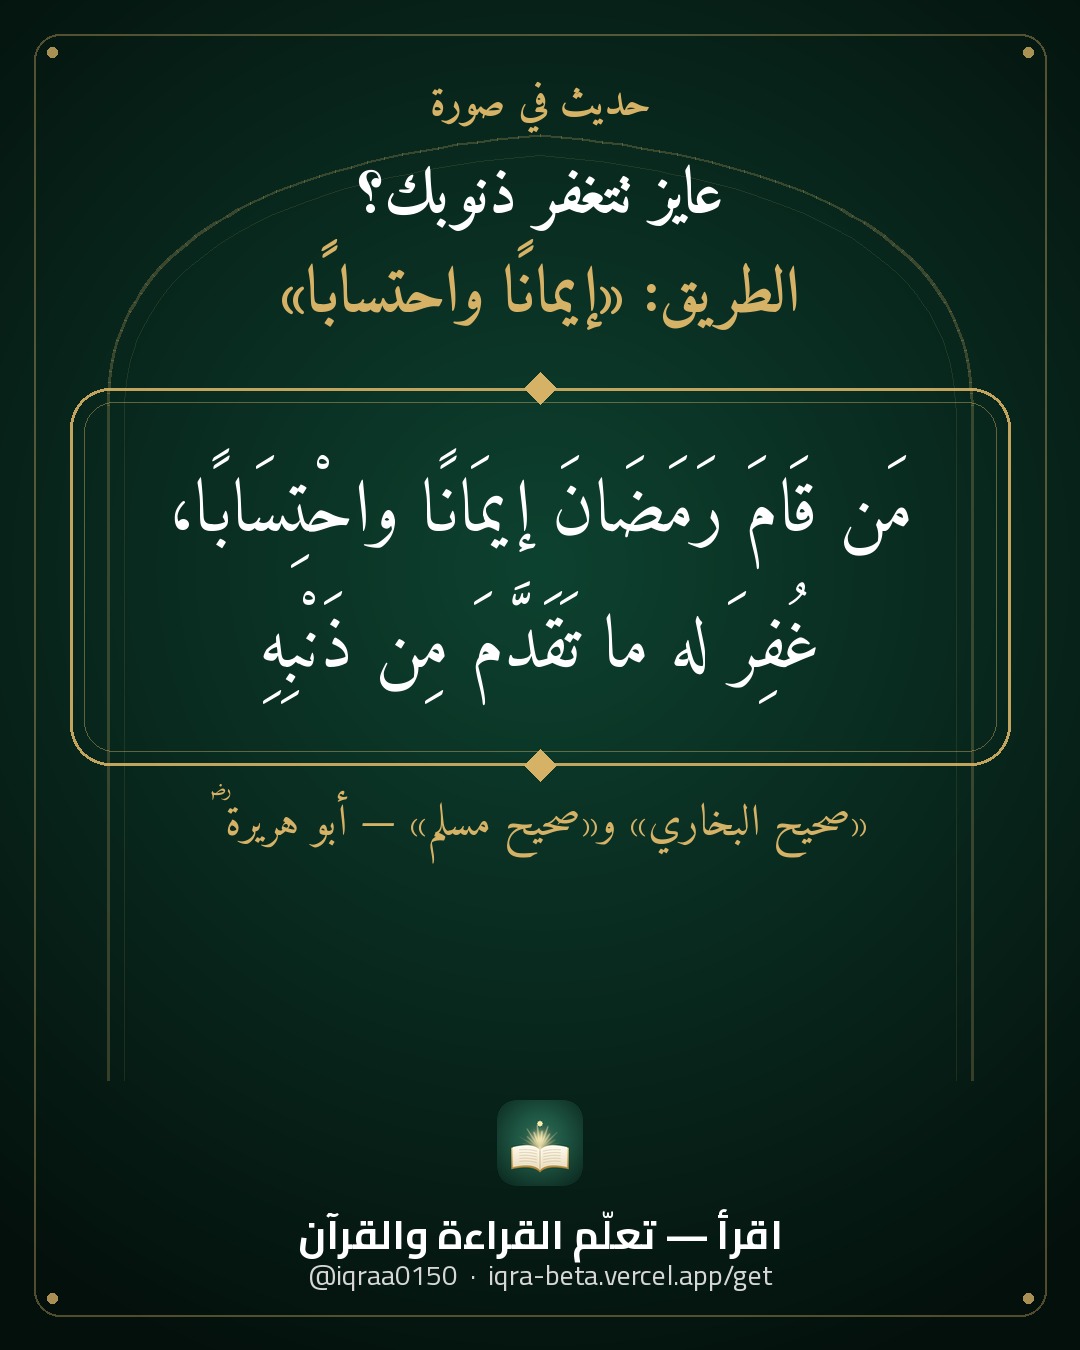 حديث في صورة
عايز تتغفر ذنوبك؟
الطريق: «إيمانًا واحتسابًا»
مَن قَامَ رَمَضَانَ إيمَانًا واحْتِسَابًا،
غُفِرَ له ما تَقَدَّمَ مِن ذَنْبِهِ
«صحيح البخاري» و«صحيح مسلم» — أبو هريرة ؓ
اقرأ — تعلّم القراءة والقرآن
@iqraa0150 · iqra-beta.vercel.app/get